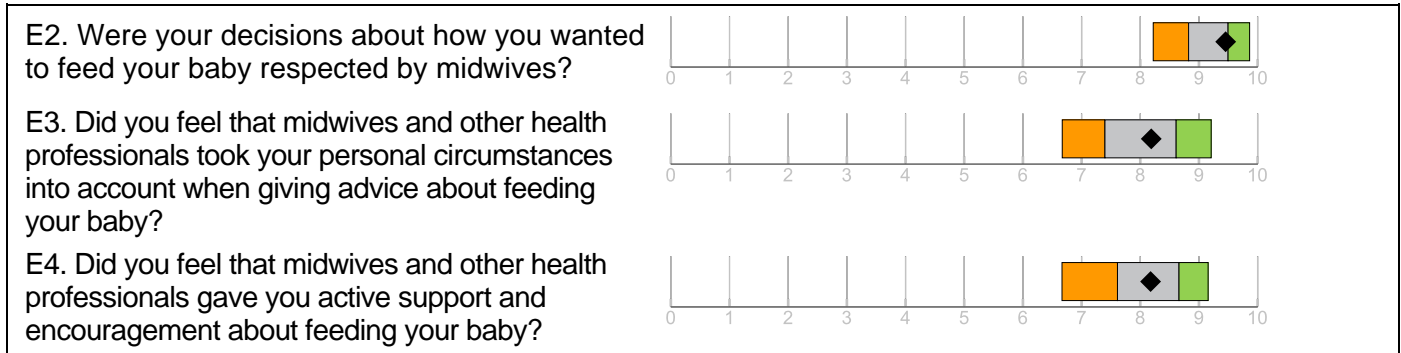 E2. Were your decisions about how you wanted
to feed your baby respected by midwives?
0 1 2 3 4 5 6 7 8 9 10
E3. Did you feel that midwives and other health
professionals took your personal circumstances
into account when giving advice about feeding
your baby?
0 1 2 3 4 5 6 7 8 9 10
E4. Did you feel that midwives and other health
professionals gave you active support and
encouragement about feeding your baby?
0 1 2 3 4 5 6 7 8 9 10